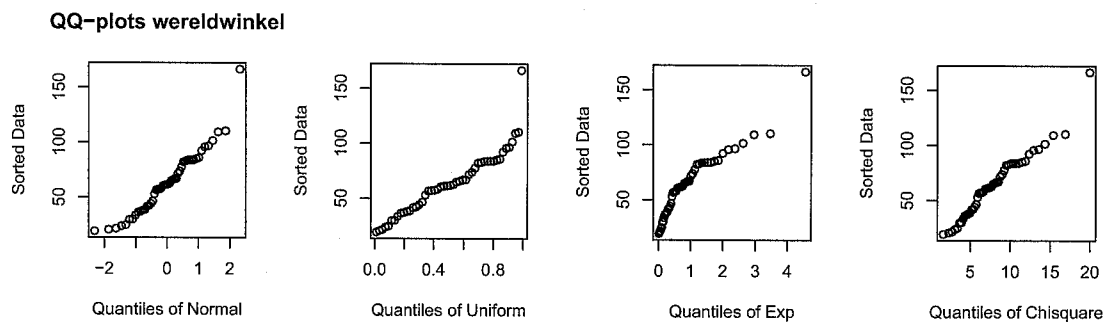 QQ−plots wereldwinkel
Sorted Data
50 100 150
−2 0 1 2
Quantiles of Normal
Sorted Data
50 100 150
0.0 0.4 0.8
Quantiles of Uniform
Sorted Data
50 100 150
0 1 2 3 4
Quantiles of Exp
Sorted Data
50 100 150
5 10 15 20
Quantiles of Chisquare